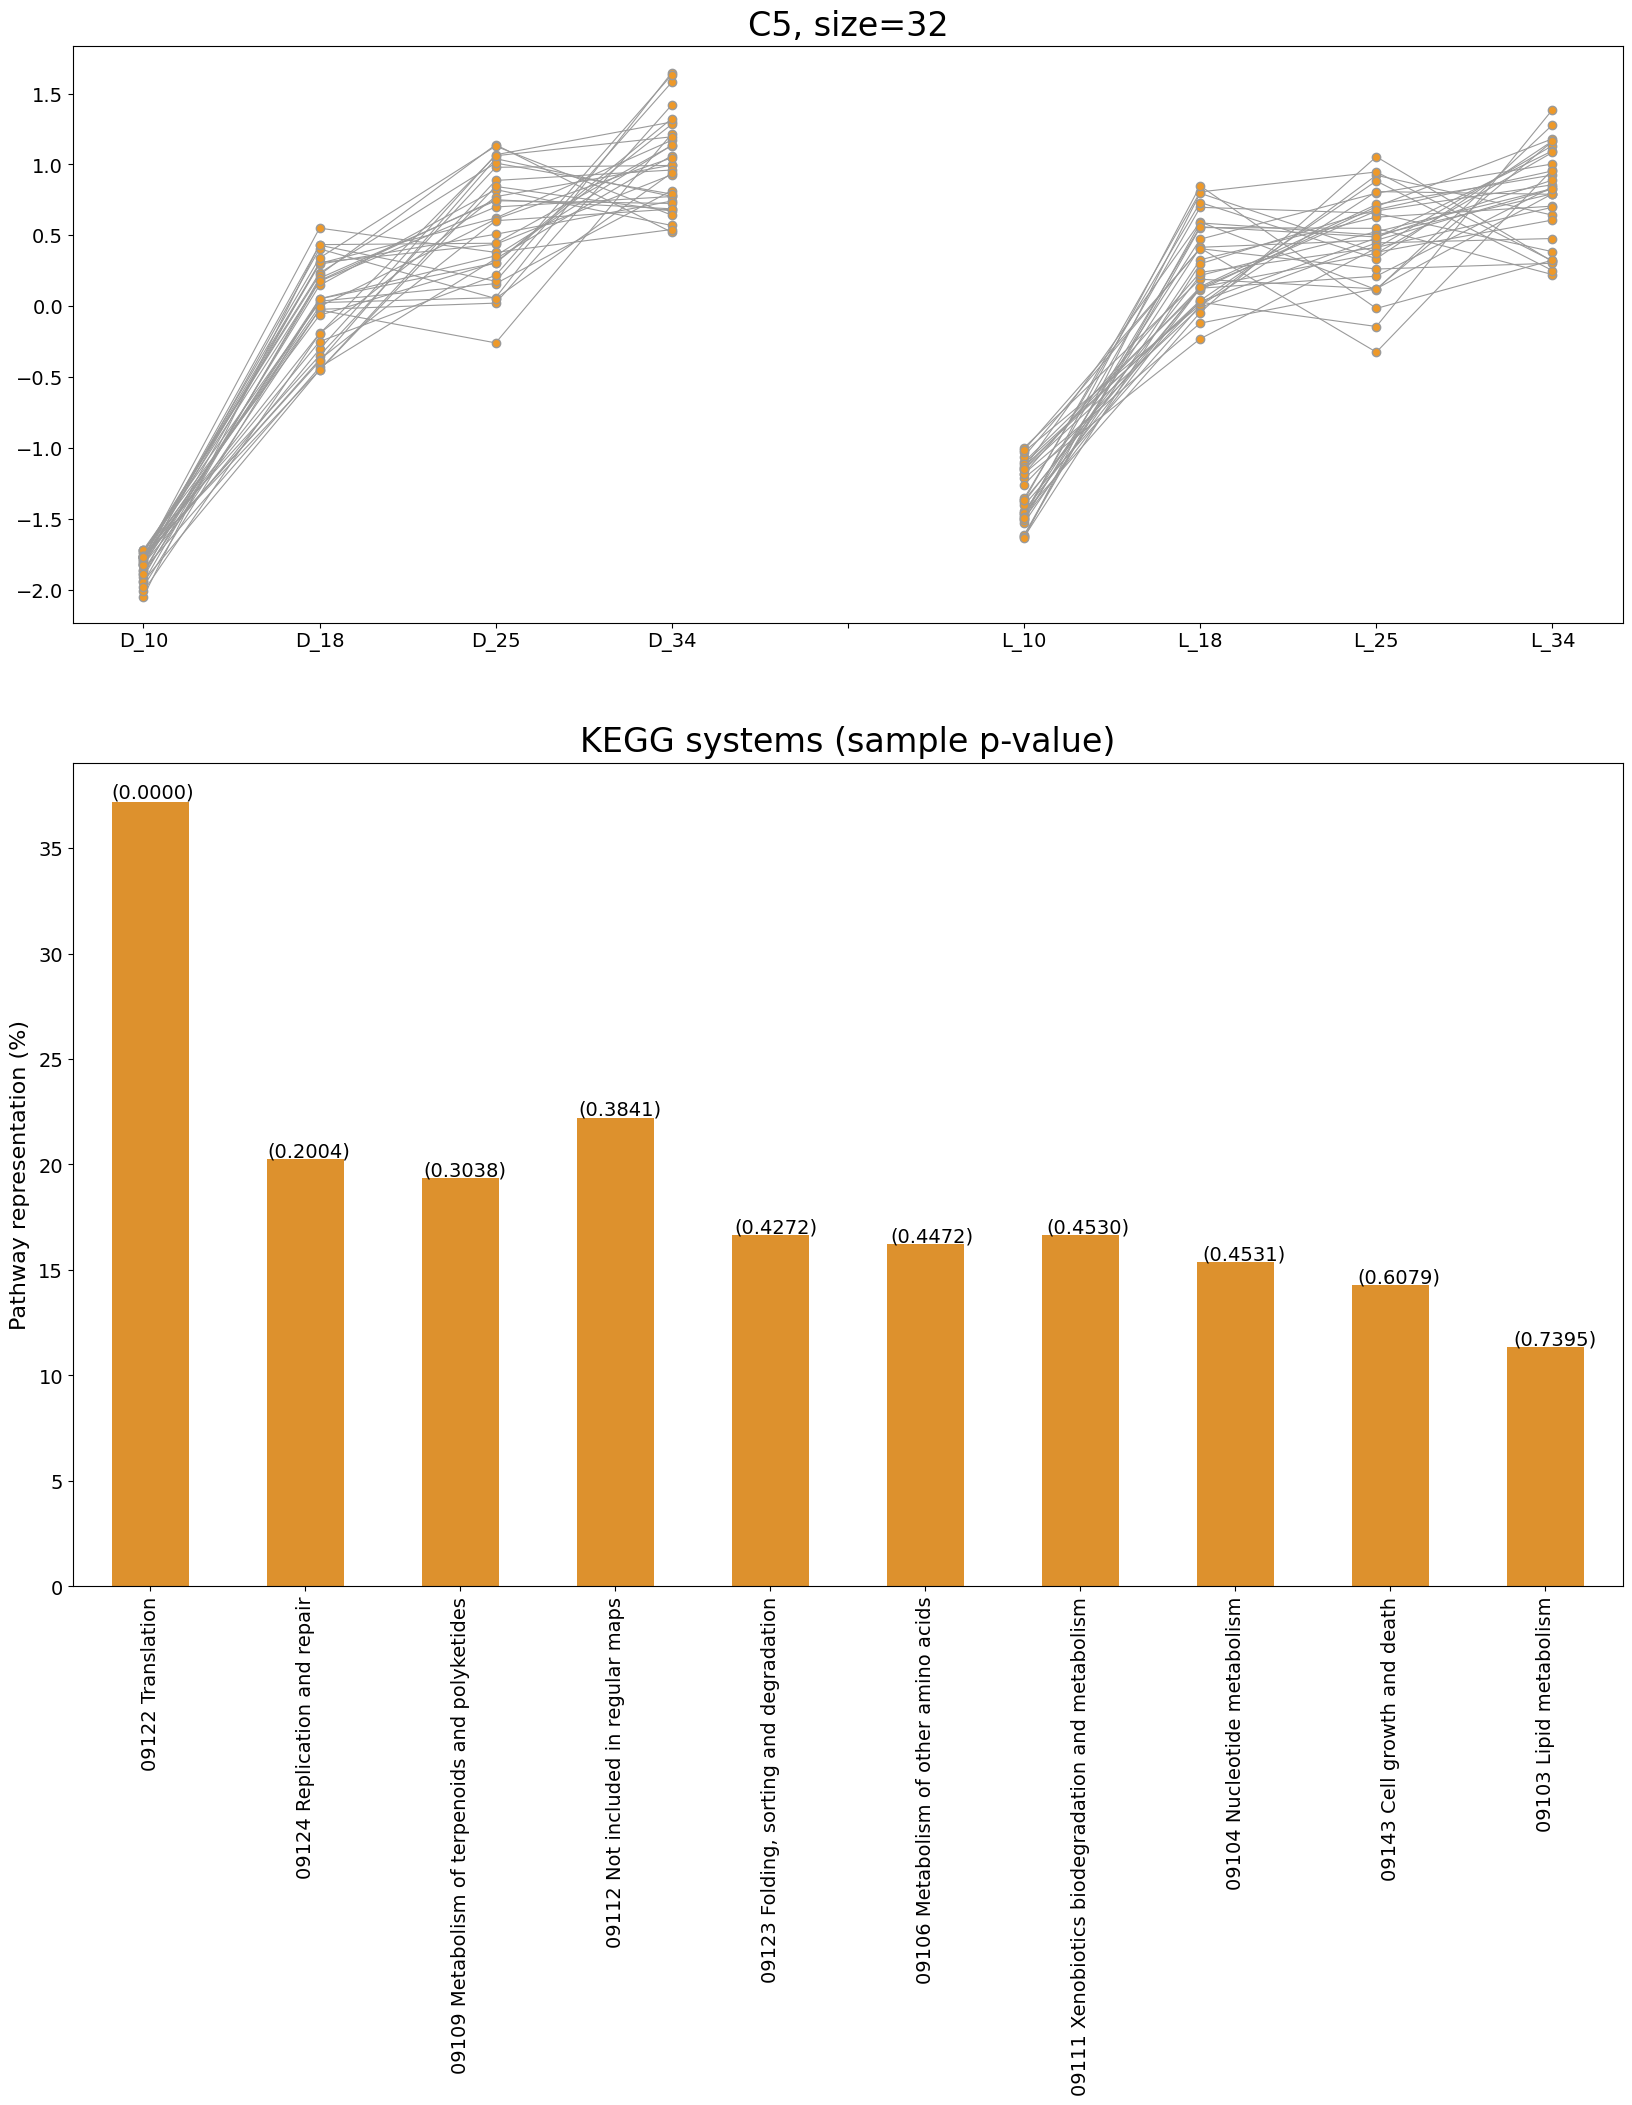 C5, size=32
1.5
1.0
0.5
0.0
−0.5
−1.0
−1.5
−2.0
D_10 D_18 D_25 D_34 L_10 L_18 L_25 L_34
KEGG systems (sample p-value)
Pathway representation (%)
35
30
25
20
15
10
5
0
(0.0000)
(0.2004)
(0.3038)
(0.3841)
(0.4272)
(0.4472)
(0.4530)
(0.4531)
(0.6079)
(0.7395)
09122 Translation
09124 Replication and repair
09109 Metabolism of terpenoids and polyketides
09112 Not included in regular maps
09123 Folding, sorting and degradation
09106 Metabolism of other amino acids
09111 Xenobiotics biodegradation and metabolism
09104 Nucleotide metabolism
09143 Cell growth and death
09103 Lipid metabolism